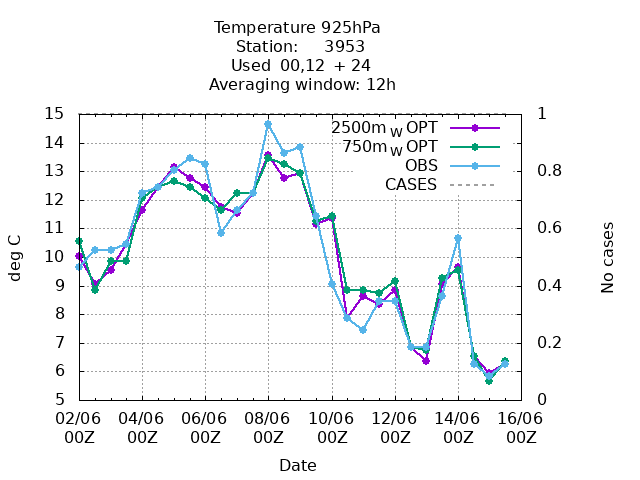 Temperature 925hPa
Station: 3953
Used 00,12 + 24
Averaging window: 12h
2500m W OPT
750m W OPT
OBS
CASES
15
14
13
12
11
10
9
8
7
6
5
1
0.8
0.6
0.4
0.2
0
deg C
No cases
02/06 04/06 06/06 08/06 10/06 12/06 14/06 16/06
00Z 00Z 00Z 00Z 00Z 00Z 00Z 00Z
Date